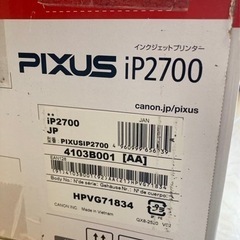 インクジェットプリンター
PIXUS iP2700
canon.jp/pixus
iP2700
JAN
JP
PIXUSIP2700
4103B001 [AA]
HPVG71834
CANON INC.
Made in Vietnam